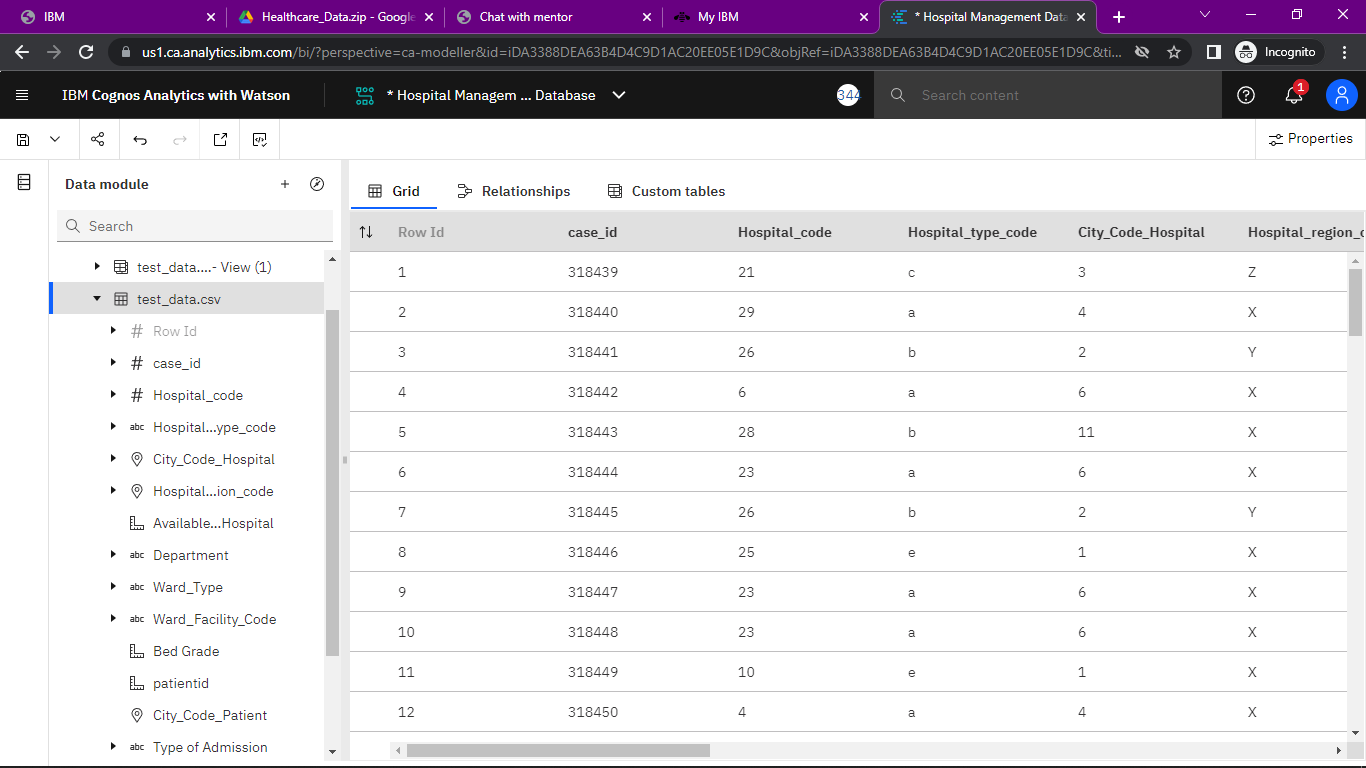 IBM
Healthcare_Data.zip - Google
Chat with mentor
My IBM
* Hospital Management Data
us1.ca.analytics.ibm.com/bi/?perspective=ca-modeller&id=iDA3388DEA63B4D4C9D1AC20EE05E1D9C&objRef=iDA3388DEA63B4D4C9D1AC20EE05E1D9C&ti...
Incognito
IBM Cognos Analytics with Watson
* Hospital Managem ... Database
344
Search content
1
Properties
Data module
Search
test_data....- View (1)
test_data.csv
# Row Id
# case_id
# Hospital_code
abc Hospital...ype_code
City_Code_Hospital
Hospital...ion_code
Available...Hospital
abc Department
abc Ward_Type
abc Ward_Facility_Code
Bed Grade
patientid
City_Code_Patient
abc Type of Admission
Grid Relationships Custom tables
Row Id case_id Hospital_code Hospital_type_code City_Code_Hospital Hospital_region_c
1 318439 21 c 3 Z
2 318440 29 a 4 X
3 318441 26 b 2 Y
4 318442 6 a 6 X
5 318443 28 b 11 X
6 318444 23 a 6 X
7 318445 26 b 2 Y
8 318446 25 e 1 X
9 318447 23 a 6 X
10 318448 23 a 6 X
11 318449 10 e 1 X
12 318450 4 a 4 X